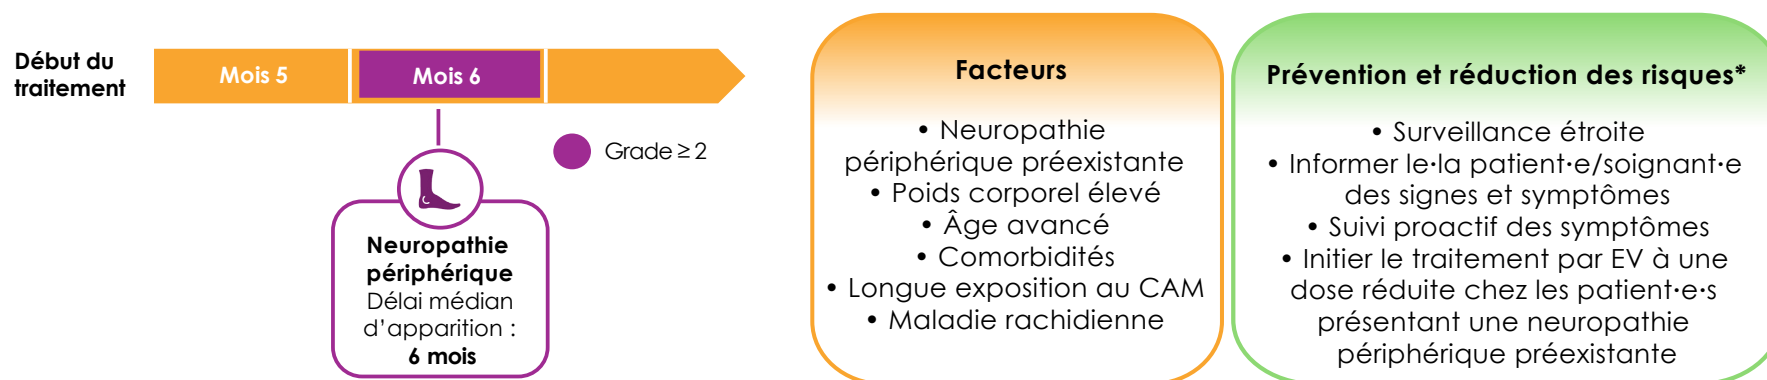 Début du
traitement
Mois 5
Mois 6
Grade ≥ 2
Neuropathie
périphérique
Délai médian
d’apparition :
6 mois
Facteurs
• Neuropathie
périphérique préexistante
• Poids corporel élevé
• Âge avancé
• Comorbidités
• Longue exposition au CAM
• Maladie rachidienne
Prévention et réduction des risques*
• Surveillance étroite
• Informer le·la patient·e/soignant·e
des signes et symptômes
• Suivi proactif des symptômes
• Initier le traitement par EV à une
dose réduite chez les patient·e·s
présentant une neuropathie
périphérique préexistante